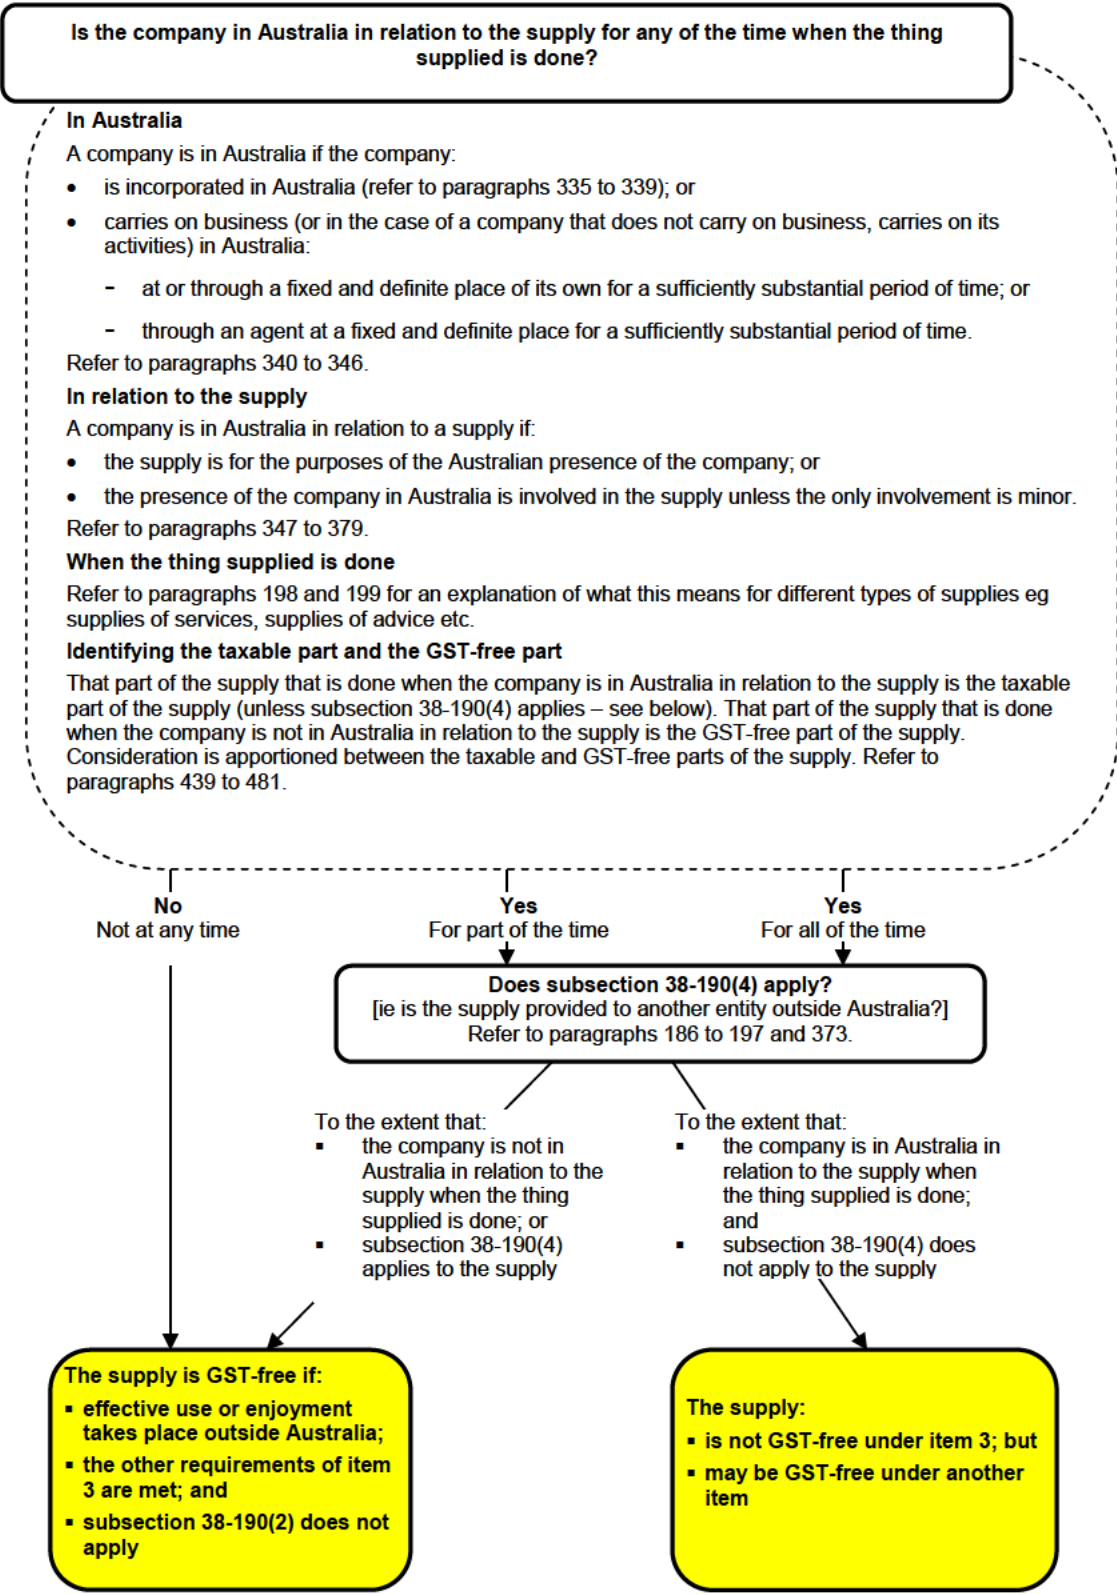 Is the company in Australia in relation to the supply for any of the time when the thing
supplied is done?
In Australia
A company is in Australia if the company:
• is incorporated in Australia (refer to paragraphs 335 to 339); or
• carries on business (or in the case of a company that does not carry on business, carries on its
activities) in Australia:
- at or through a fixed and definite place of its own for a sufficiently substantial period of time; or
- through an agent at a fixed and definite place for a sufficiently substantial period of time.
Refer to paragraphs 340 to 346.
In relation to the supply
A company is in Australia in relation to a supply if:
• the supply is for the purposes of the Australian presence of the company; or
• the presence of the company in Australia is involved in the supply unless the only involvement is minor.
Refer to paragraphs 347 to 379.
When the thing supplied is done
Refer to paragraphs 198 and 199 for an explanation of what this means for different types of supplies eg
supplies of services, supplies of advice etc.
Identifying the taxable part and the GST-free part
That part of the supply that is done when the company is in Australia in relation to the supply is the taxable
part of the supply (unless subsection 38-190(4) applies – see below). That part of the supply that is done
when the company is not in Australia in relation to the supply is the GST-free part of the supply.
Consideration is apportioned between the taxable and GST-free parts of the supply. Refer to
paragraphs 439 to 481.
No
Not at any time
Yes
For part of the time
Yes
For all of the time
Does subsection 38-190(4) apply?
[ie is the supply provided to another entity outside Australia?]
Refer to paragraphs 186 to 197 and 373.
To the extent that:
▪ the company is not in
Australia in relation to the
supply when the thing
supplied is done; or
▪ subsection 38-190(4)
applies to the supply
To the extent that:
▪ the company is in Australia in
relation to the supply when
the thing supplied is done;
and
▪ subsection 38-190(4) does
not apply to the supply
The supply is GST-free if:
▪ effective use or enjoyment
takes place outside Australia;
▪ the other requirements of item
3 are met; and
▪ subsection 38-190(2) does not
apply
The supply:
▪ is not GST-free under item 3; but
▪ may be GST-free under another
item